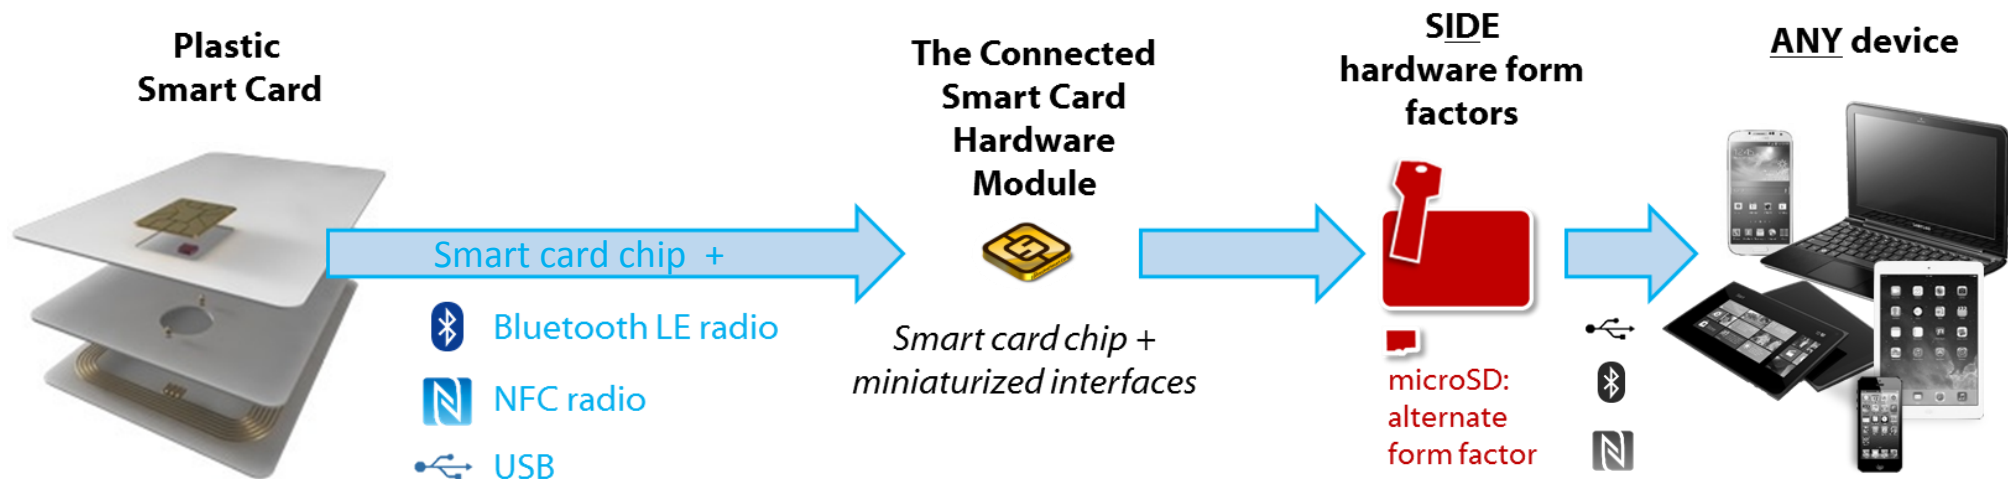 Plastic
Smart Card
Smart card chip +
Bluetooth LE radio
NFC radio
USB
The Connected
Smart Card
Hardware
Module
Smart card chip +
miniaturized interfaces
SIDE
hardware form
factors
microSD:
alternate
form factor
ANY device